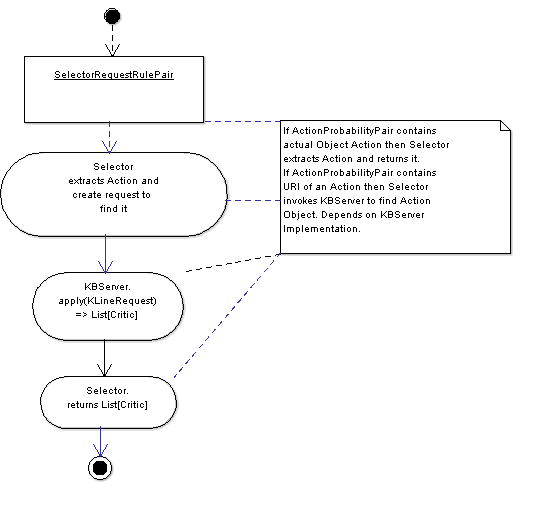 SelectorRequestRulePair
Selector
extracts Action and
create request to
find it
KBServer.
apply(KLineRequest)
=> List[Critic]
Selector.
returns List[Critic]
If ActionProbabilityPair contains
actual Object Action then Selector
extracts Action and returns it.
If ActionProbabilityPair contains
URI of an Action then Selector
invokes KBServer to find Action
Object. Depends on KBServer
Implementation.